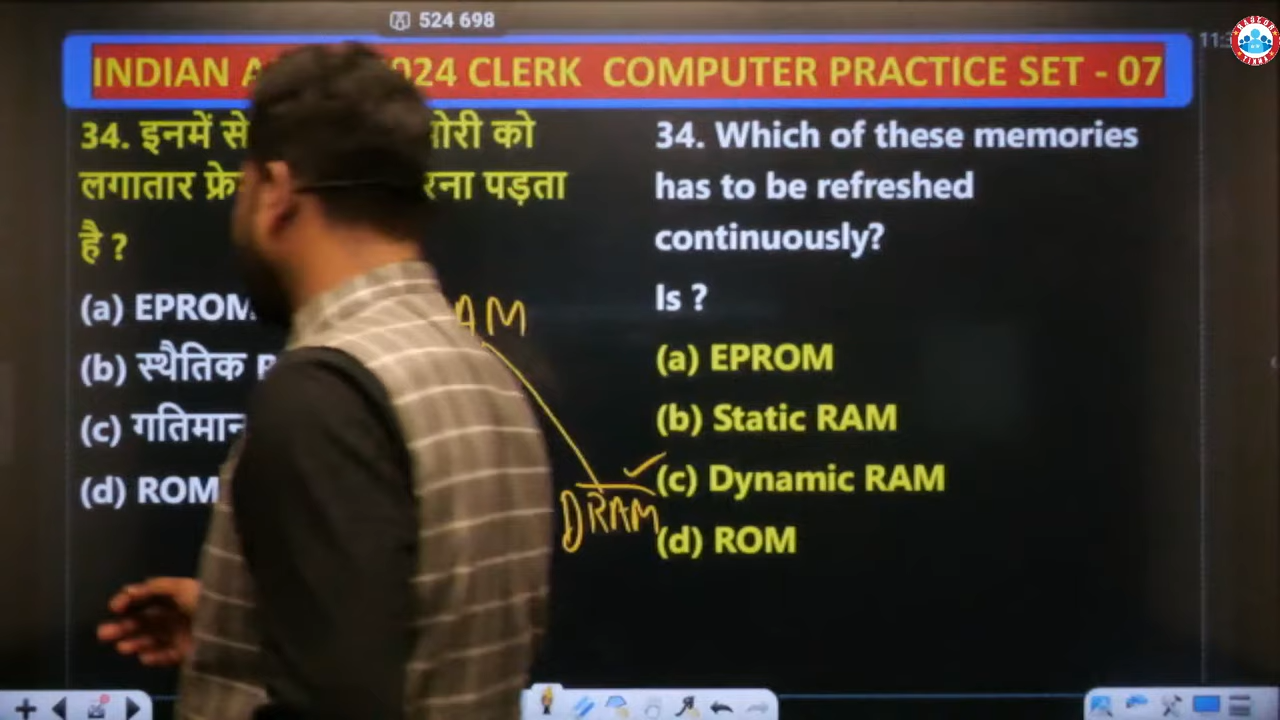 524 698
INDIAN 024 CLERK COMPUTER PRACTICE SET - 07
34. इनमें से को
लगातार पड़ता
है ?
(a) EPROM
(b) स्थैतिक
(c) गतिमान
(d) ROM
AM
DRAM
34. Which of these memories
has to be refreshed
continuously?
Is ?
(a) EPROM
(b) Static RAM
(c) Dynamic RAM
(d) ROM